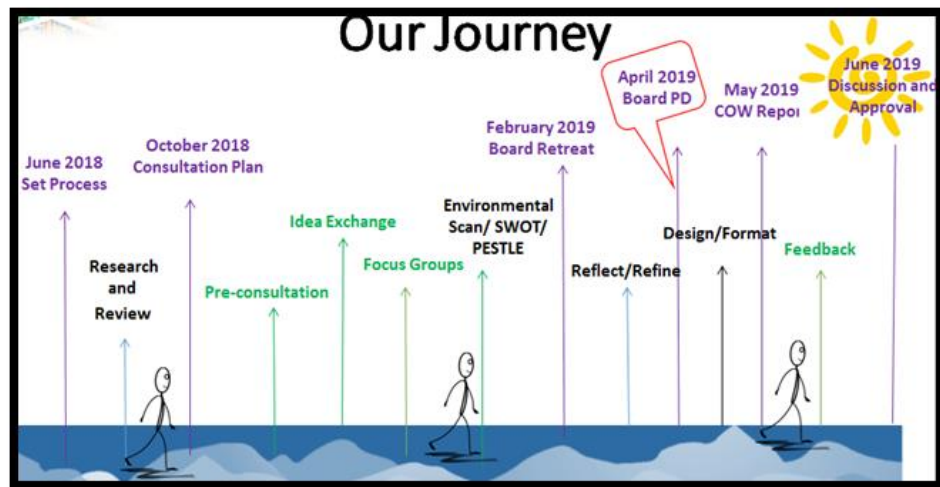 Our Journey
June 2018
Set Process
Research
and
Review
October 2018
Consultation Plan
Pre-consultation
Idea Exchange
Focus Groups
Environmental
Scan/ SWOT/
PESTLE
February 2019
Board Retreat
Reflect/Refine
April 2019
Board PD
Design/Format
May 2019
COW Repor
Feedback
June 2019
Discussion and
Approval